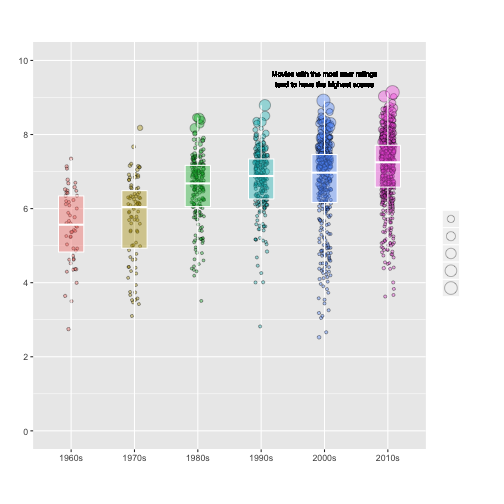 Movies with the most user ratings
tend to have the highest scores
10
8
6
4
2
0
1960s 1970s 1980s 1990s 2000s 2010s